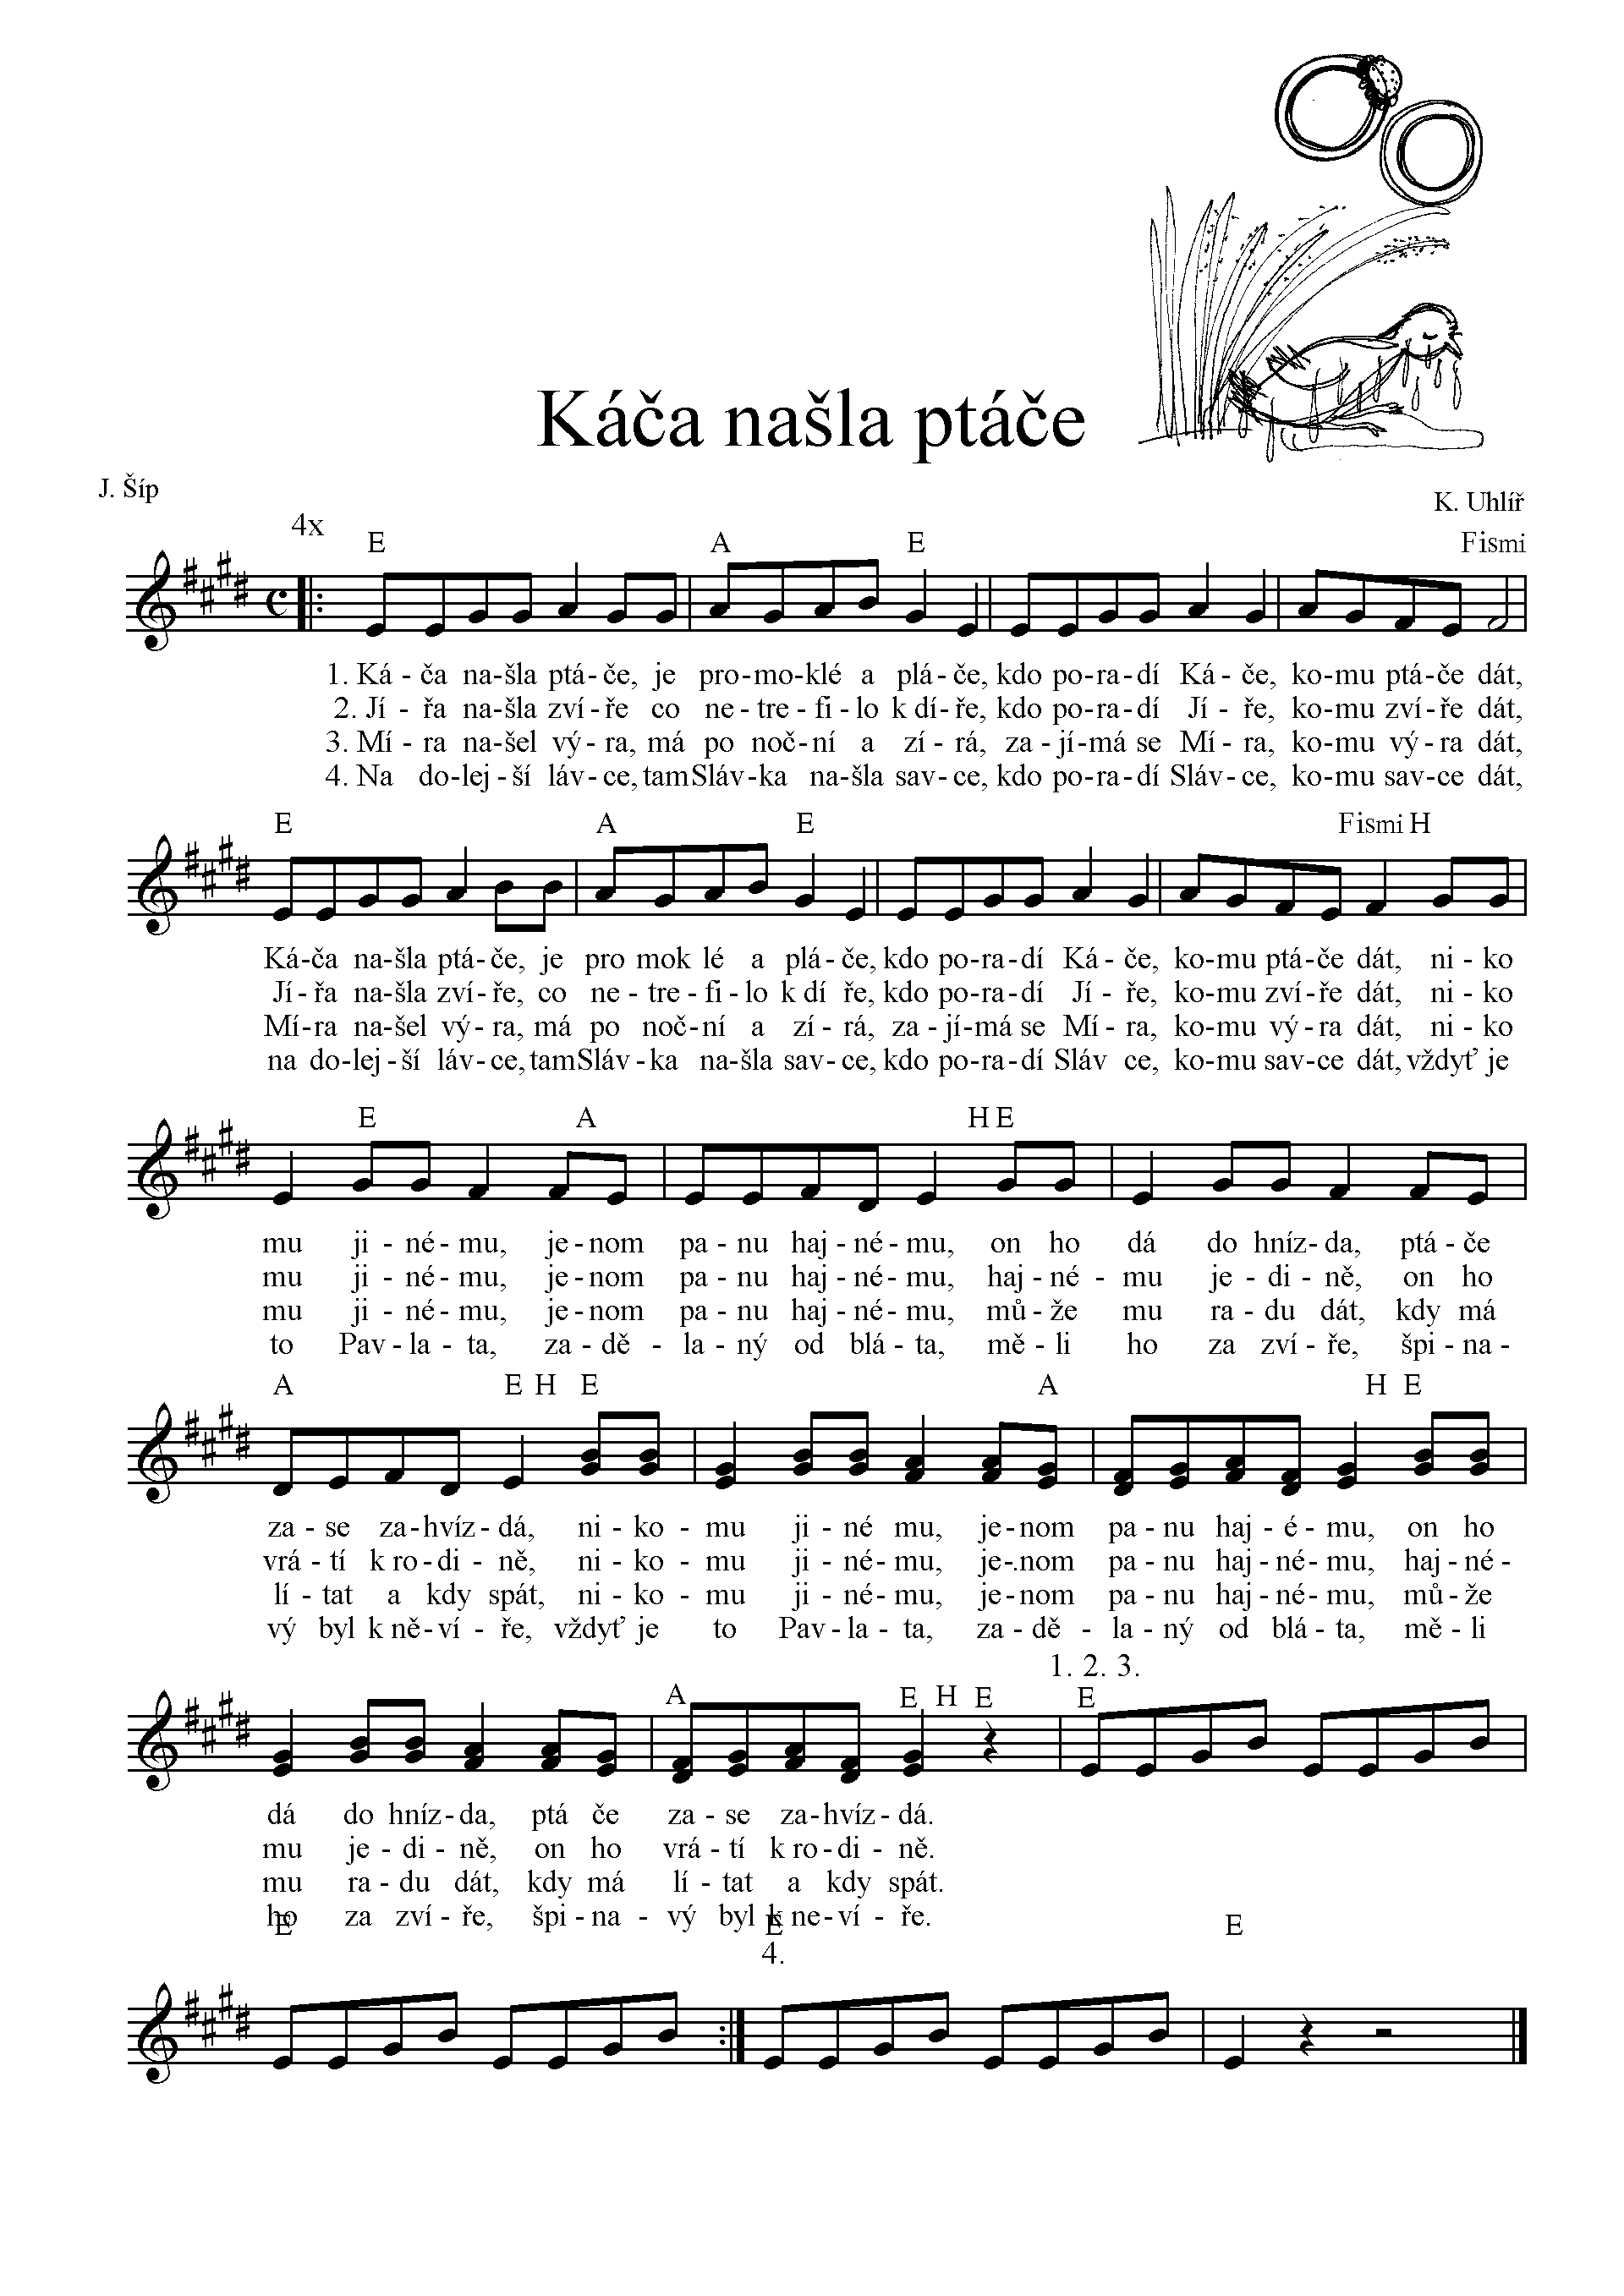 Káča našla ptáče
J. Šíp
K. Uhlíř
4x
E A E Fismi
1. Ká - ča na-šla ptá-če, je pro-mo-klé a plá-če, kdo po-ra-dí Ká-če, ko-mu ptá-če dát,
2. Jí - řa na-šla zví-ře co ne-tre-fi-lo k dí-ře, kdo po-ra-dí Jí-ře, ko-mu zví-ře dát,
3. Mí - ra na-šel vý-ra, má po noč-ní a zí-rá, za-jí-má se Mí-ra, ko-mu vý-ra dát,
4. Na do-lej-ší láv-ce, tam Sláv-ka na-šla sav-ce, kdo po-ra-dí Sláv-ce, ko-mu sav-ce dát,
E A E Fismi H
Ká-ča na-šla ptá-če, je pro mok lé a plá-če, kdo po-ra-dí Ká-če, ko-mu ptá-če dát, ni-ko
Jí-řa na-šla zví-ře, co ne-tre-fi-lo k dí ře, kdo po-ra-dí Jí-ře, ko-mu zví-ře dát, ni-ko
Mí-ra na-šel vý-ra, má po noč-ní a zí-rá, za-jí-má se Mí-ra, ko-mu vý-ra dát, ni-ko
na do-lej-ší láv-ce, tam Sláv-ka na-šla sav-ce, kdo po-ra-dí Sláv ce, ko-mu sav-ce dát, vždyť je
E A H E
mu ji-né-mu, je-nom pa-nu haj-né-mu, on ho dá do hníz-da, ptá-če
mu ji-né-mu, je-nom pa-nu haj-né-mu, haj-né-mu je-di-ně, on ho
mu ji-né-mu, je-nom pa-nu haj-né-mu, mů-že mu ra-du dát, kdy má
to Pav-la-ta, za-dě-la-ný od blá-ta, mě-li ho za zví-ře, špi-na-
A E H E A H E
za-se za-hvíz-dá, ni-ko-mu ji-né mu, je-nom pa-nu haj-é-mu, on ho
vrá-tí k ro-di-ně, ni-ko-mu ji-né-mu, je-.nom pa-nu haj-né-mu, haj-né-
lí-tat a kdy spát, ni-ko-mu ji-né-mu, je-nom pa-nu haj-né-mu, mů-že
vý byl k ně-ví-ře, vždyť je to Pav-la-ta, za-dě-la-ný od blá-ta, mě-li
1. 2. 3.
A E H E E
dá do hníz-da, ptá če za-se za-hvíz-dá.
mu je-di-ně, on ho vrá-tí k ro-di-ně.
mu ra-du dát, kdy má lí-tat a kdy spát.
ho za zví-ře, špi-na-vý byl k ne-ví-ře.
E E E
4.